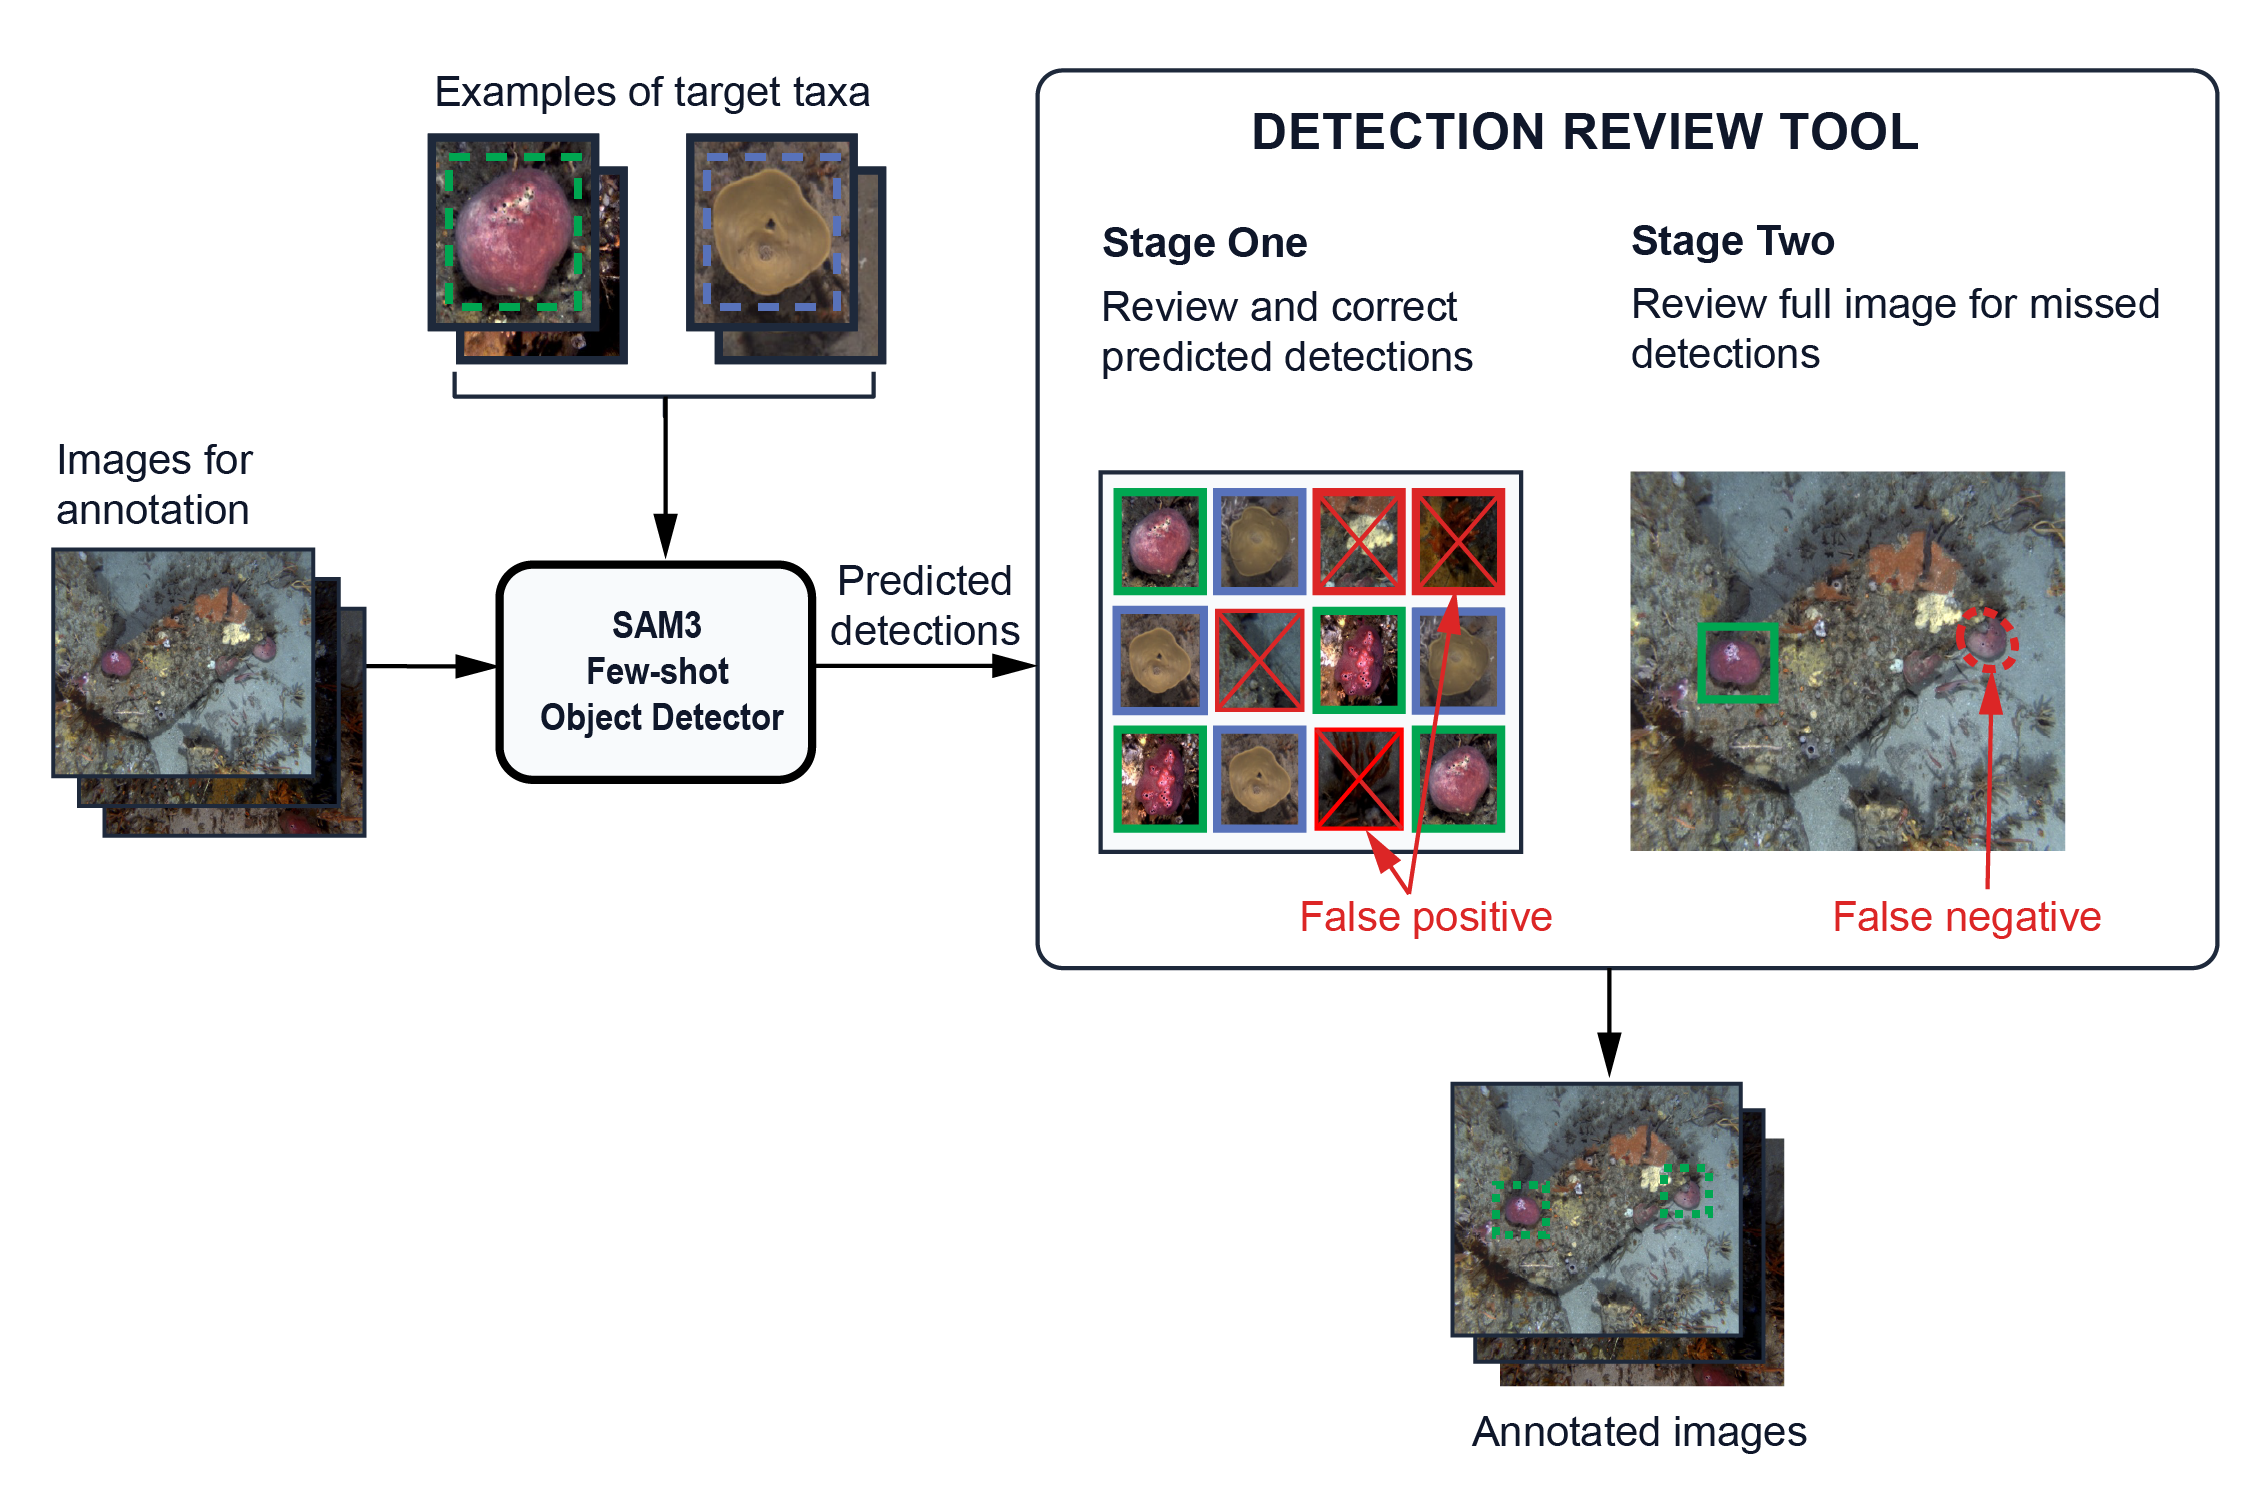 Examples of target taxa
Images for
annotation
SAM3
Few-shot
Object Detector
Predicted
detections
DETECTION REVIEW TOOL
Stage One
Review and correct
predicted detections
False positive
Stage Two
Review full image for missed
detections
False negative
Annotated images